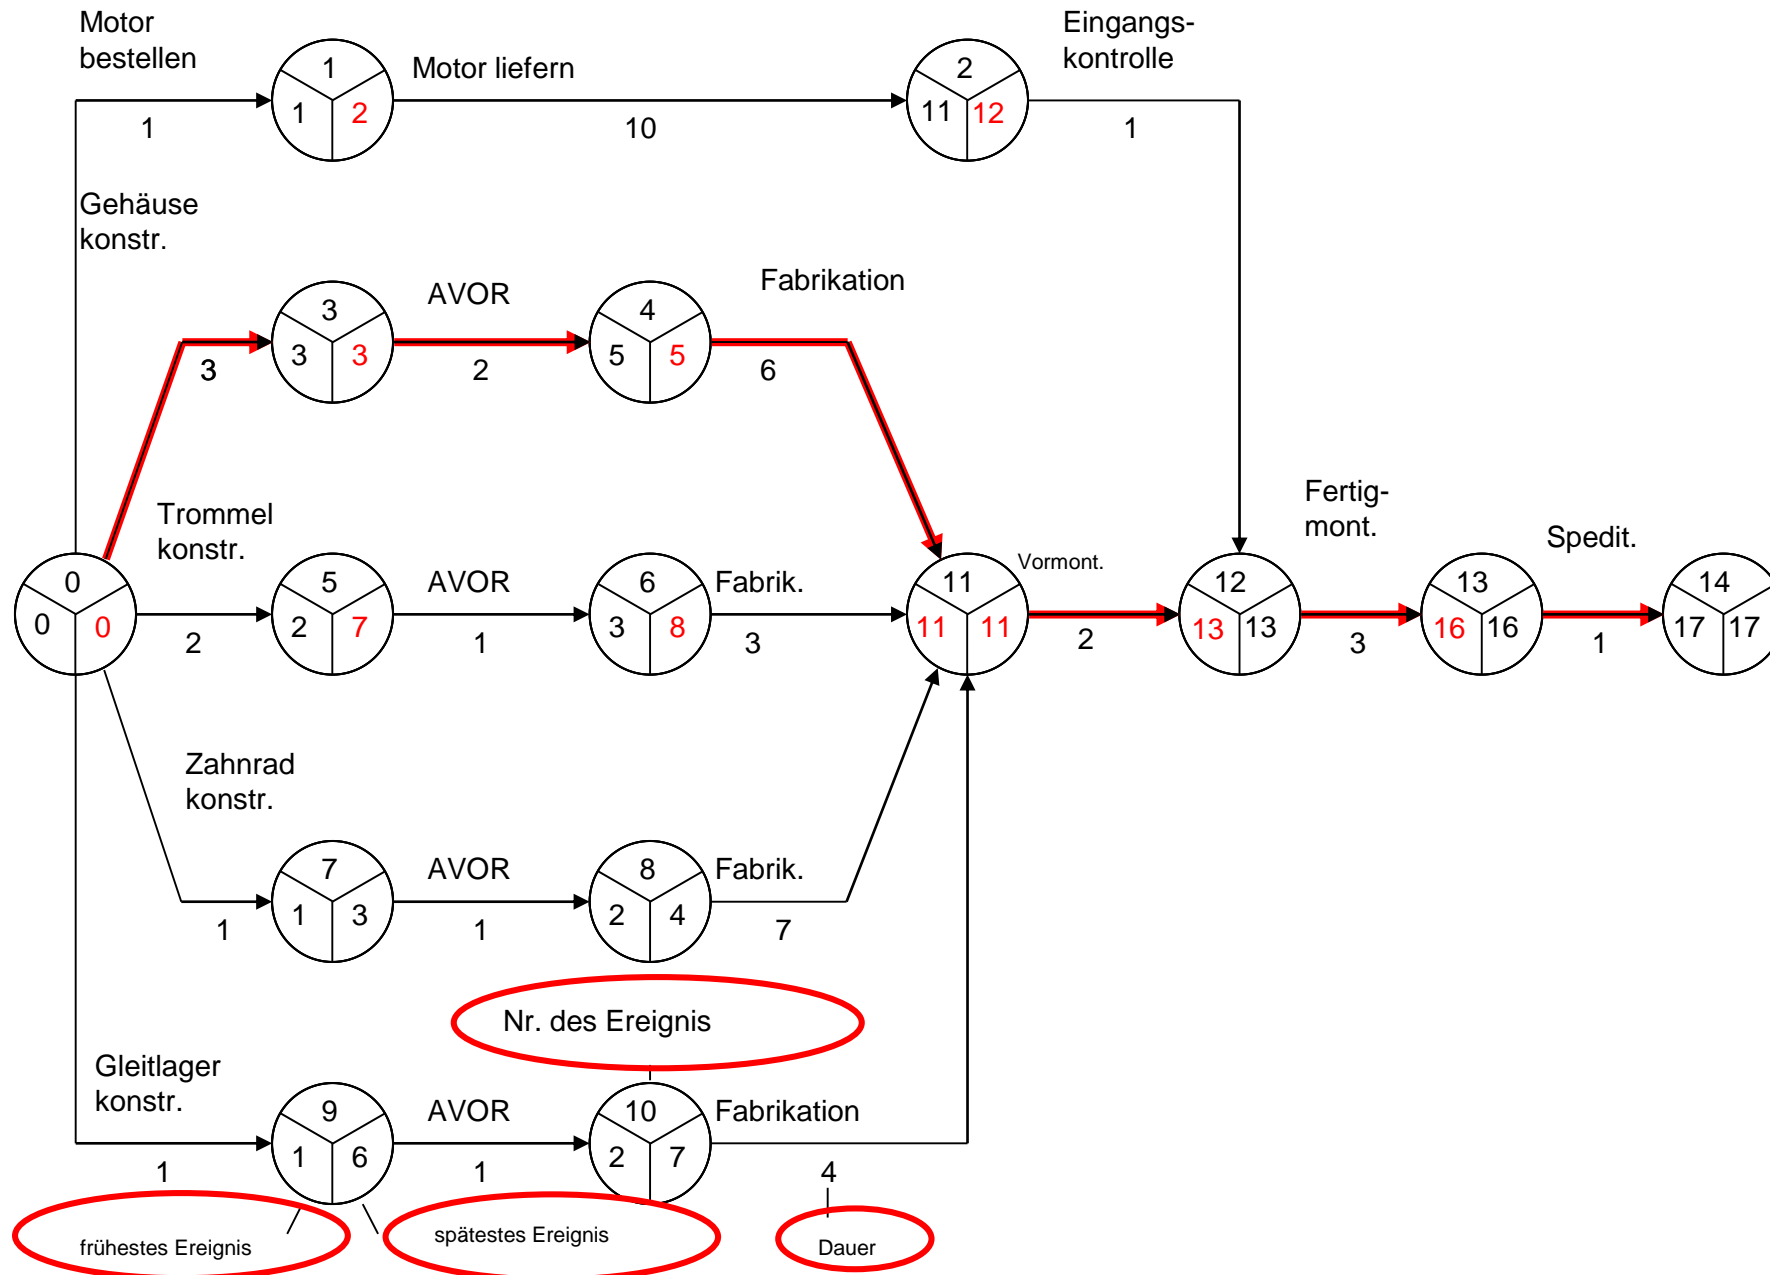 Motor
bestellen
1
1 2
Motor liefern
2
11 12
Eingangs-
kontrolle
1
10
1
Gehäuse
konstr.
3
3 3
AVOR
4
5 5
Fabrikation
3
2
6
Trommel
konstr.
Fertig-
mont.
Spedit.
0
0 0
5
2 7
AVOR
6
3 8
Fabrik.
11
11 11
Vormont.
12
13 13
13
16 16
14
17 17
2
1
3
2
3
1
Zahnrad
konstr.
7
1 3
AVOR
8
2 4
Fabrik.
1
1
7
Nr. des Ereignis
Gleitlager
konstr.
9
1 6
AVOR
10
2 7
Fabrikation
1
1
4
frühestes Ereignis
spätestes Ereignis
Dauer